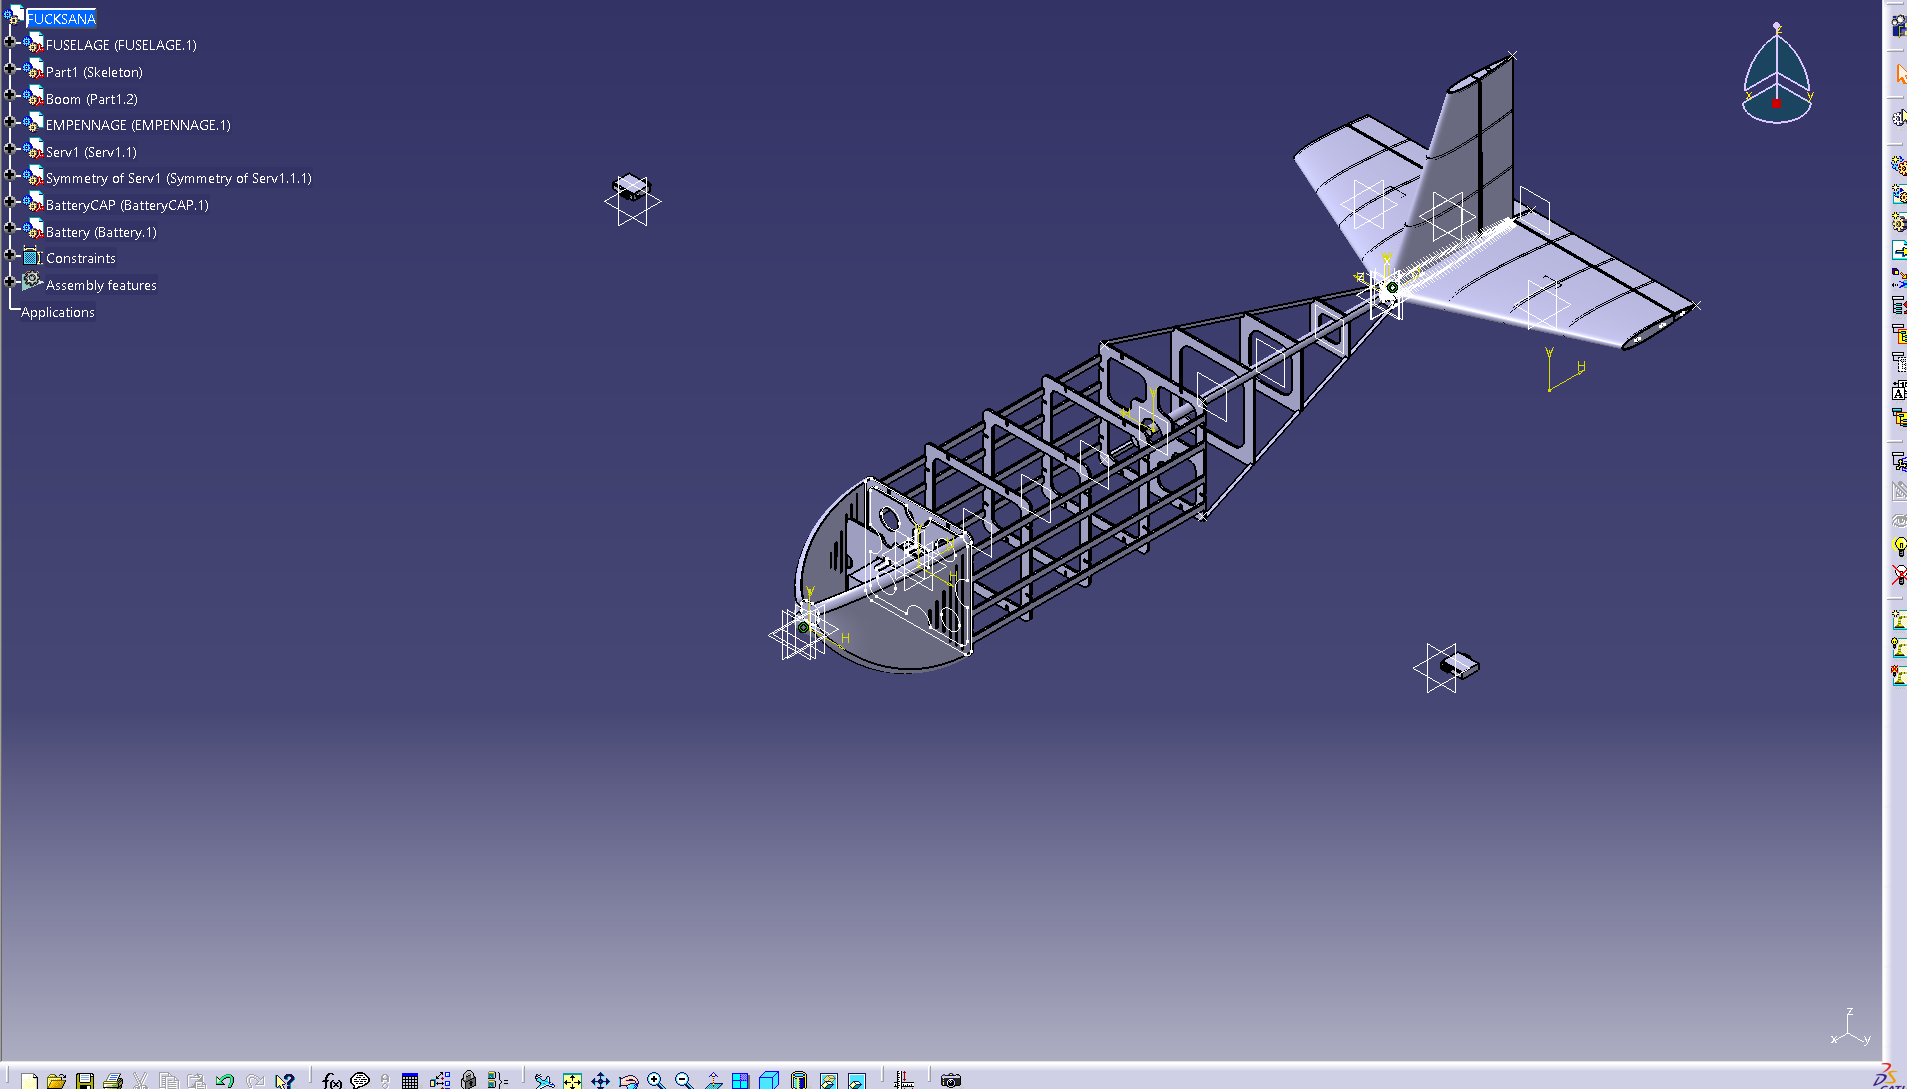 FUCKSANA
FUSELAGE (FUSELAGE.1)
Part1 (Skeleton)
Boom (Part1.2)
EMPENNAGE (EMPENNAGE.1)
Serv1 (Serv1.1)
Symmetry of Serv1 (Symmetry of Serv1.1.1)
BatteryCAP (BatteryCAP.1)
Battery (Battery.1)
Constraints
Assembly features
Applications
z
x
y
V
H
V
H
V
H
V
z
x
y
f(x)